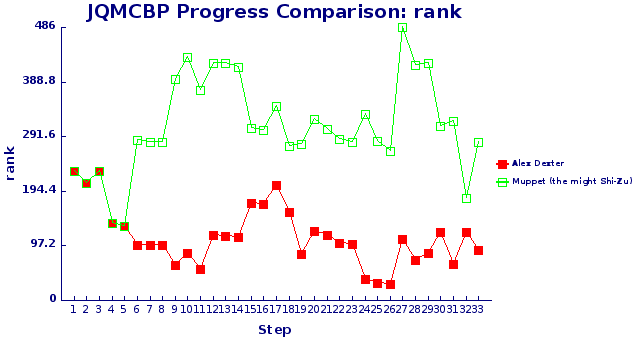 JQMCBP Progress Comparison: rank
486
388.8
291.6
194.4
97.2
0
rank
1 2 3 4 5 6 7 8 9 10 11 12 13 14 15 16 17 18 19 20 21 22 23 24 25 26 27 28 29 30 31 32 33
Step
Alex Dexter
Muppet (the might Shi-Zu)